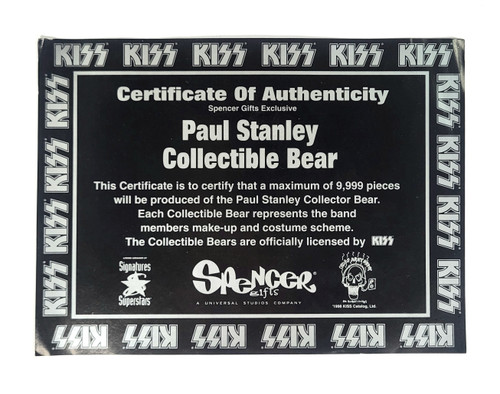 KISS KISS KISS KISS KISS KISS
KISS KISS KISS KISS
KISS KISS KISS KISS
Certificate Of Authenticity
Spencer Gifts Exclusive
Paul Stanley
Collectible Bear
This Certificate is to certify that a maximum of 9,999 pieces
will be produced of the Paul Stanley Collector Bear.
Each Collectible Bear represents the band
members make-up and costume scheme.
The Collectible Bears are officially licensed by KISS
Signatures
Superstars
SPENCER®
gifts
A UNIVERSAL STUDIOS COMPANY
1998 KISS Catalog, Ltd.
KISS KISS KISS KISS KISS KISS